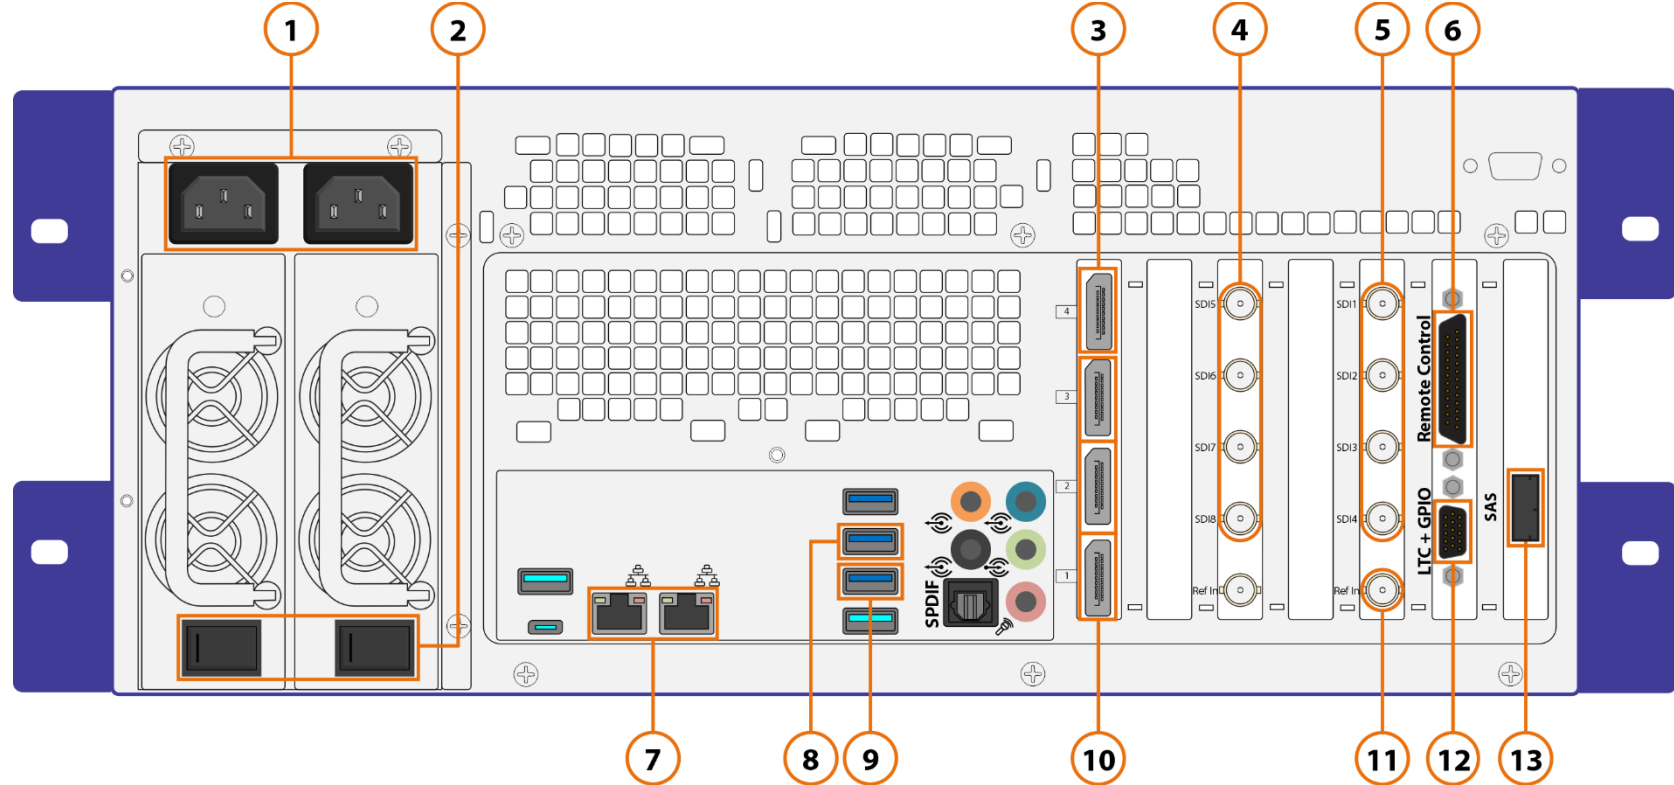 1
2
3
4
5
6
4
3
2
1
SDI5
SDI6
SDI7
SDI8
Ref In
SDI1
SDI2
SDI3
SDI4
Ref In
Remote Control
LTC + GPIO
SAS
SPDIF
7
8
9
10
11
12
13